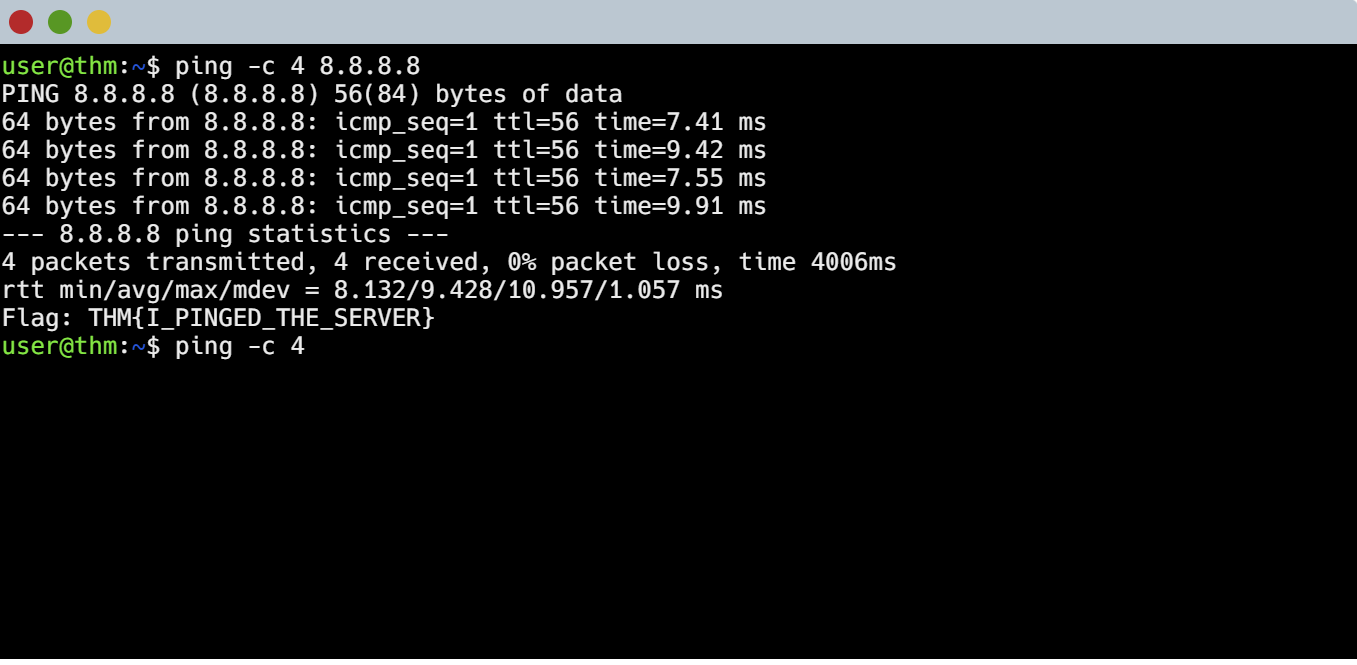 user@thm:~$ ping -c 4 8.8.8.8
PING 8.8.8.8 (8.8.8.8) 56(84) bytes of data
64 bytes from 8.8.8.8: icmp_seq=1 ttl=56 time=7.41 ms
64 bytes from 8.8.8.8: icmp_seq=1 ttl=56 time=9.42 ms
64 bytes from 8.8.8.8: icmp_seq=1 ttl=56 time=7.55 ms
64 bytes from 8.8.8.8: icmp_seq=1 ttl=56 time=9.91 ms
--- 8.8.8.8 ping statistics ---
4 packets transmitted, 4 received, 0% packet loss, time 4006ms
rtt min/avg/max/mdev = 8.132/9.428/10.957/1.057 ms
Flag: THM{I_PINGED_THE_SERVER}
user@thm:~$ ping -c 4